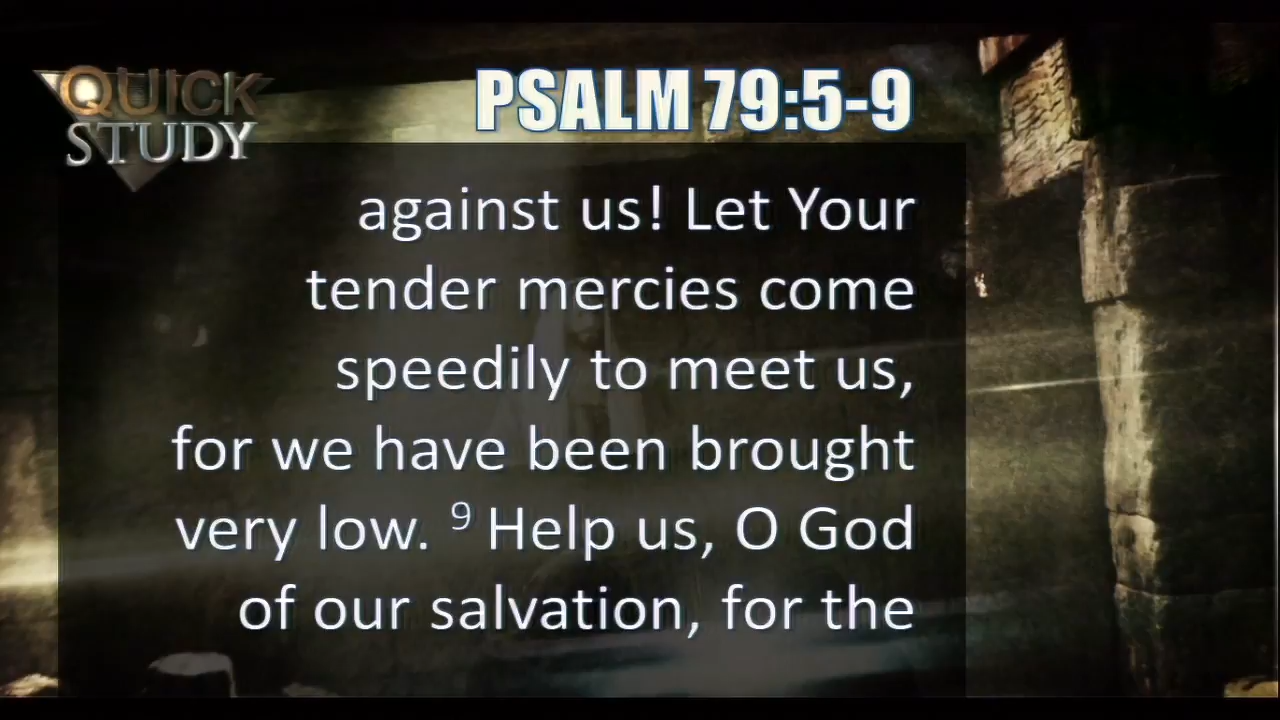 QUICK
STUDY
PSALM 79:5-9
against us! Let Your
tender mercies come
speedily to meet us,
for we have been brought
very low. ⁹ Help us, O God
of our salvation, for the